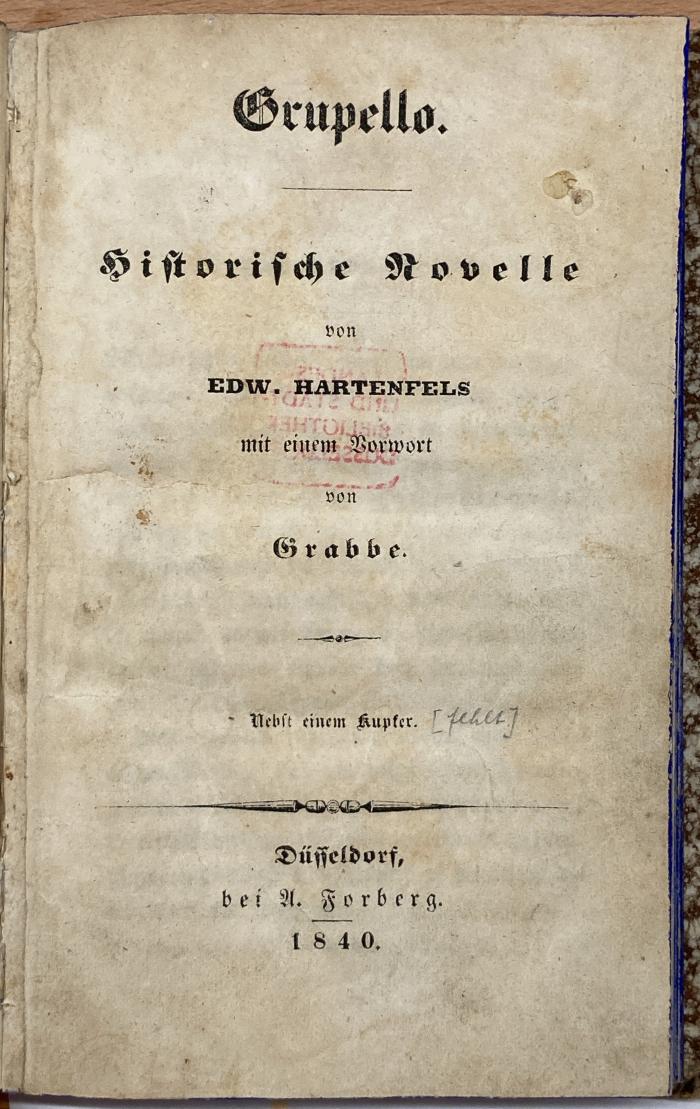 Grupello.
Historische Novelle
von
EDW. HARTENFELS
mit einem Vorwort
von
Grabbe.
Nebst einem Kupfer. [fehlt]
Düsseldorf,
bei A. Forberg.
1840.